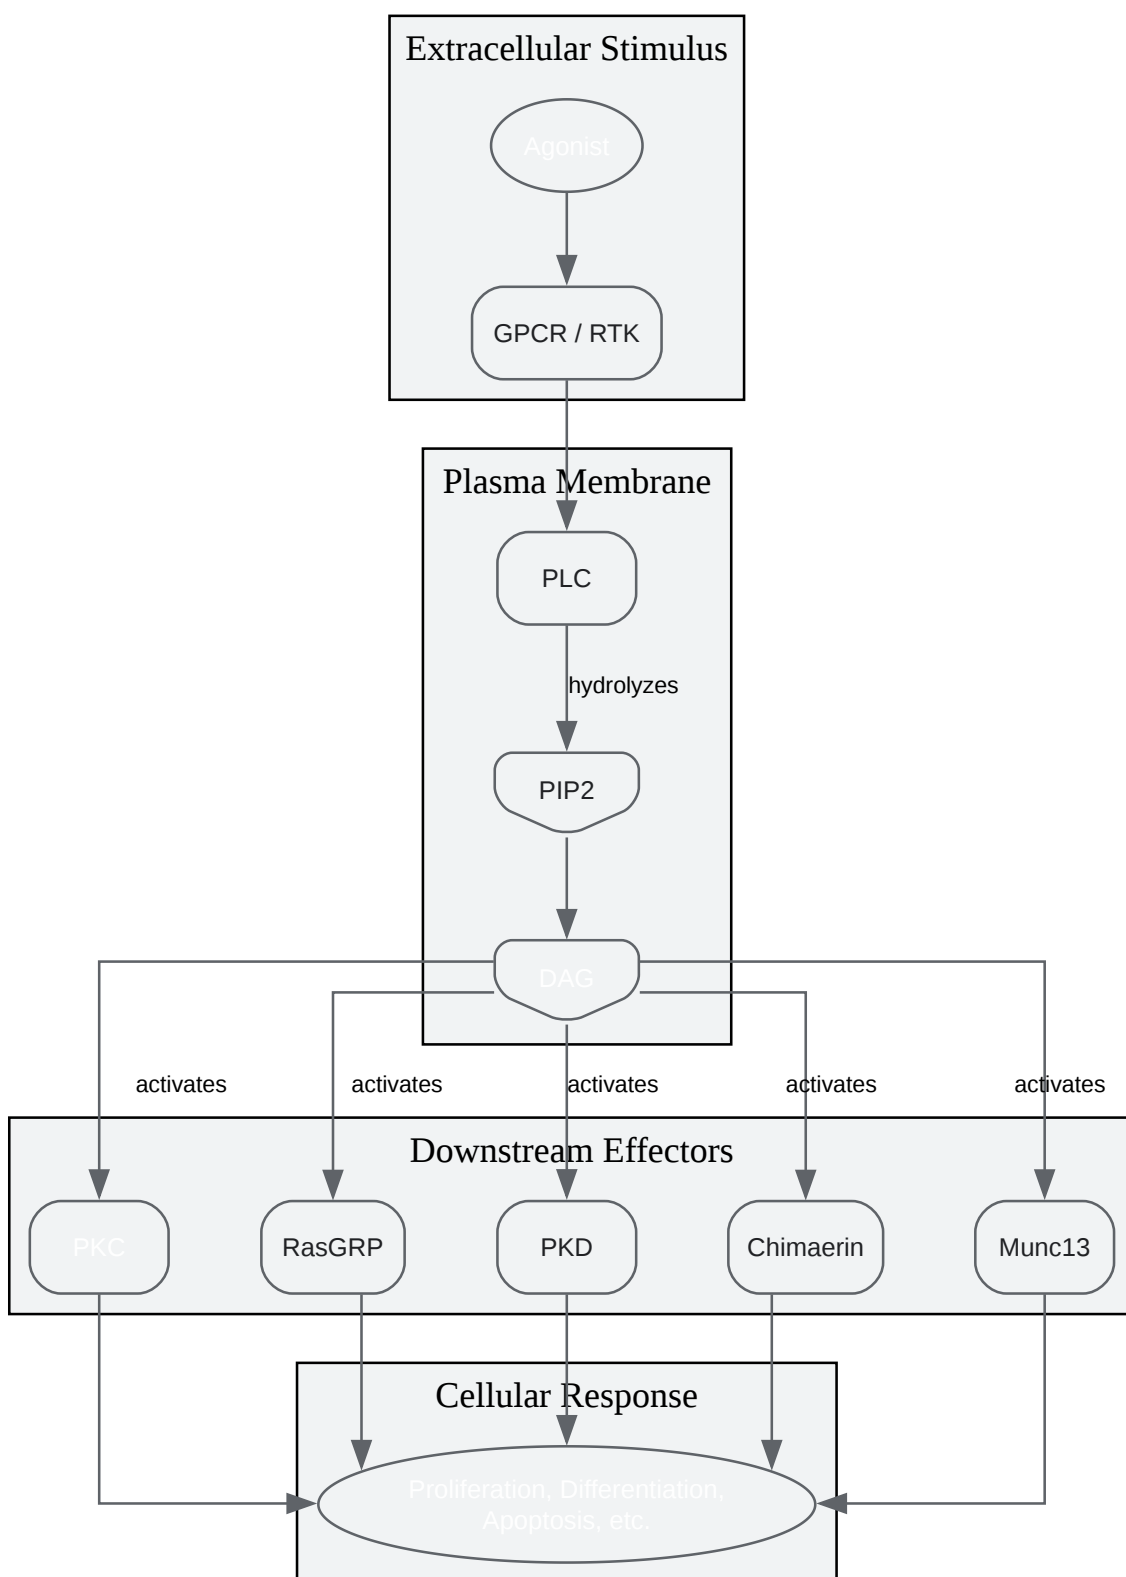 Extracellular Stimulus
Agonist
GPCR / RTK
Plasma Membrane
PLC
hydrolyzes
PIP2
DAG
activates
activates
activates
activates
activates
Downstream Effectors
PKC
RasGRP
PKD
Chimaerin
Munc13
Cellular Response
Proliferation, Differentiation,
Apoptosis, etc.